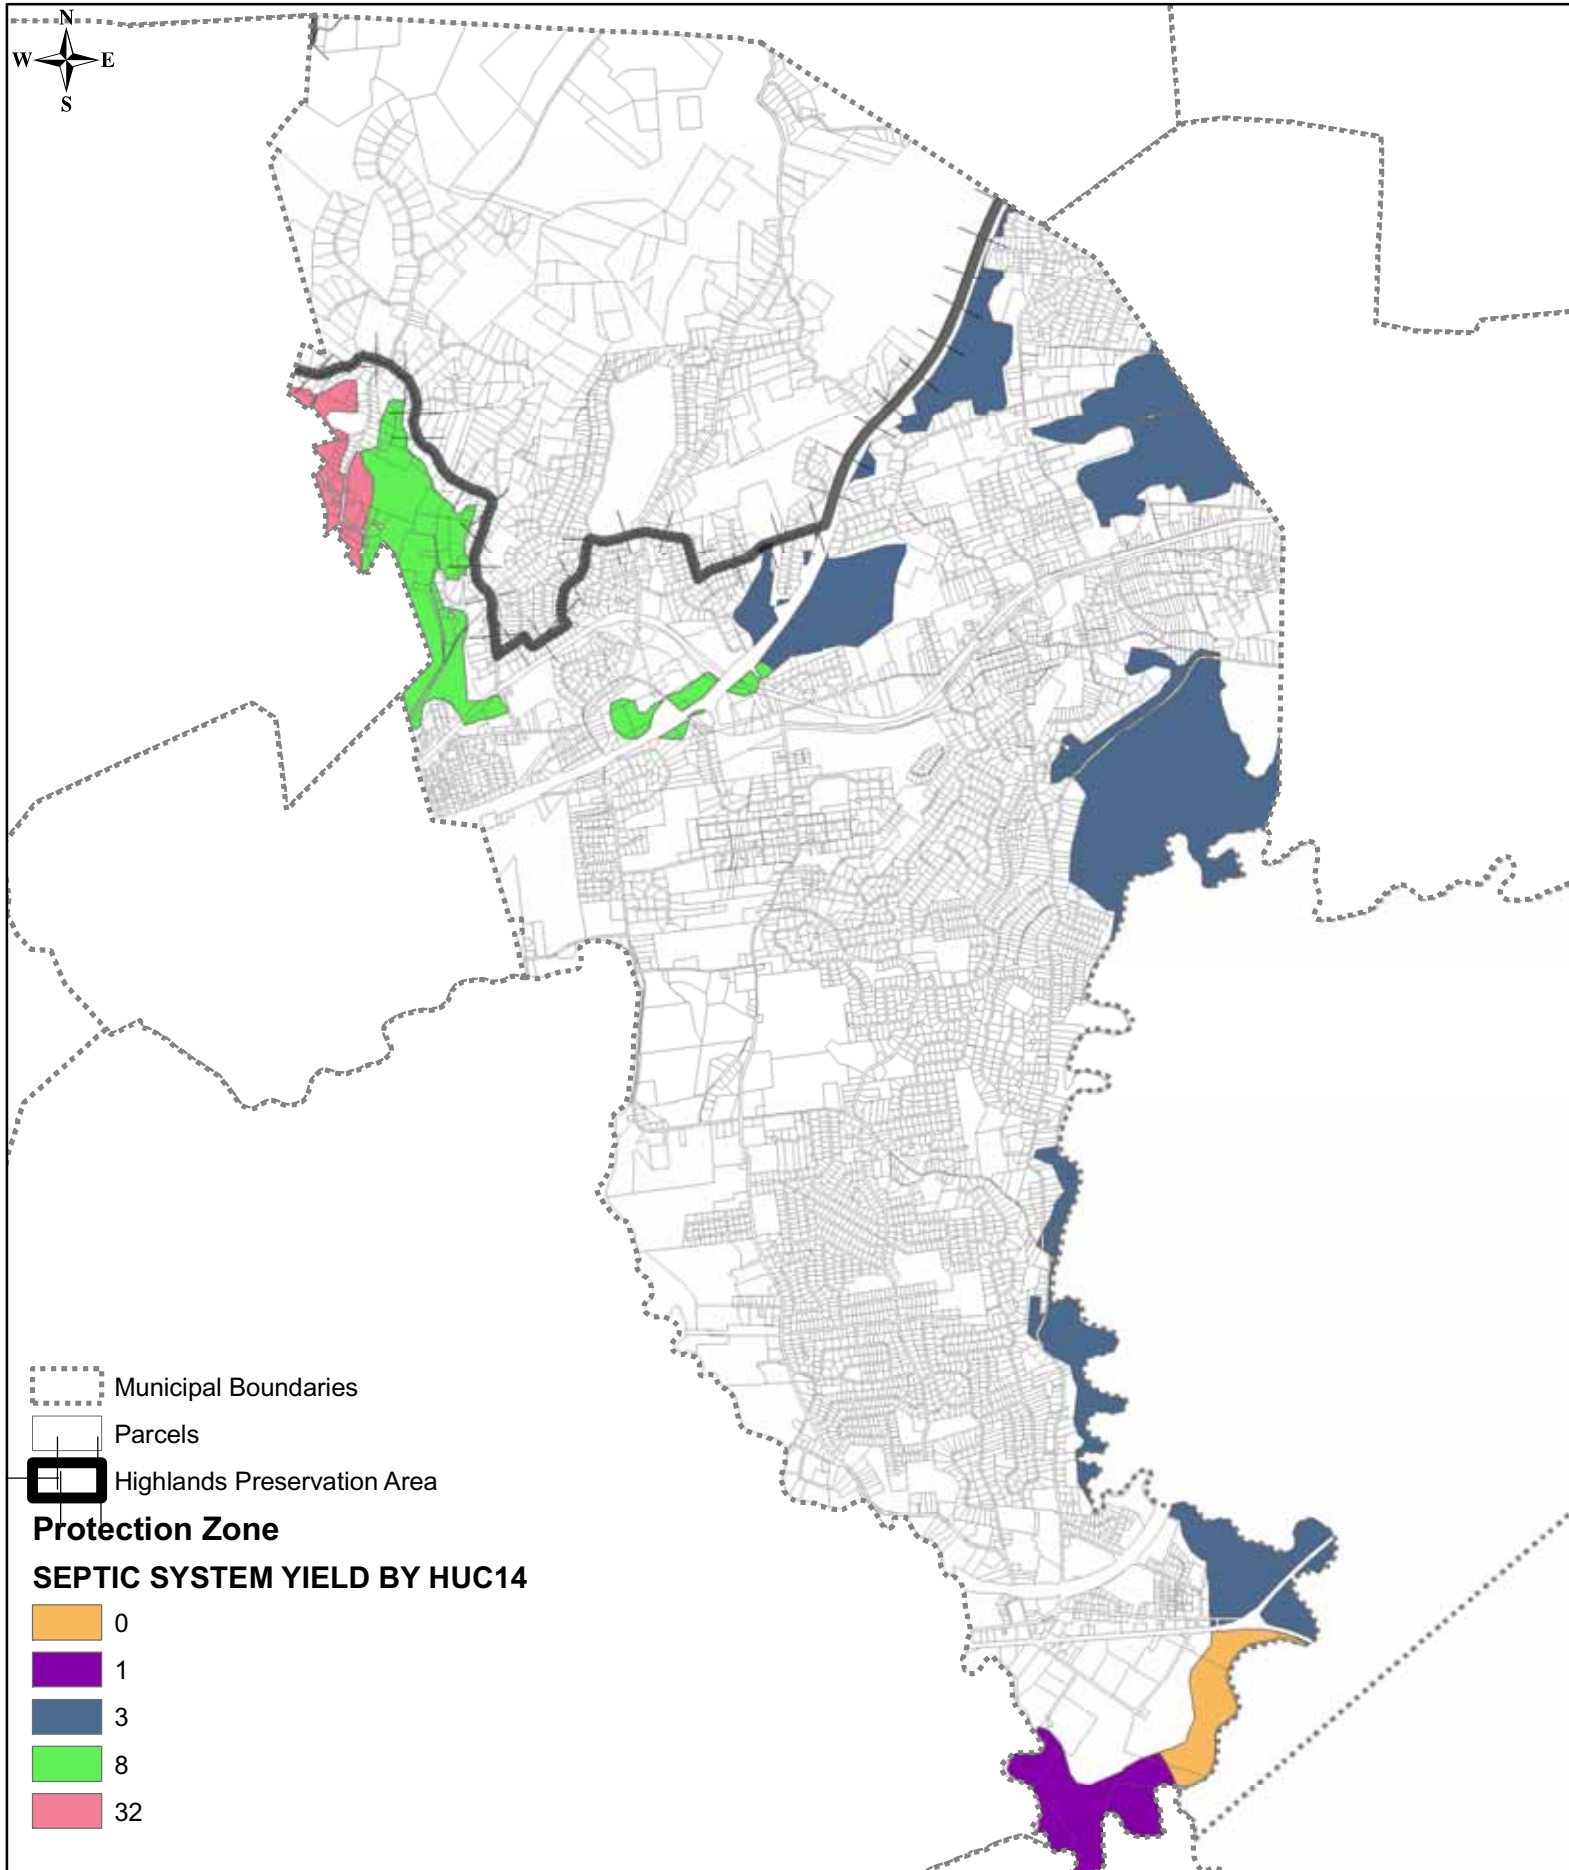 N
W E
S
Municipal Boundaries
Parcels
Highlands Preservation Area
Protection Zone
SEPTIC SYSTEM YIELD BY HUC14
0
1
3
8
32